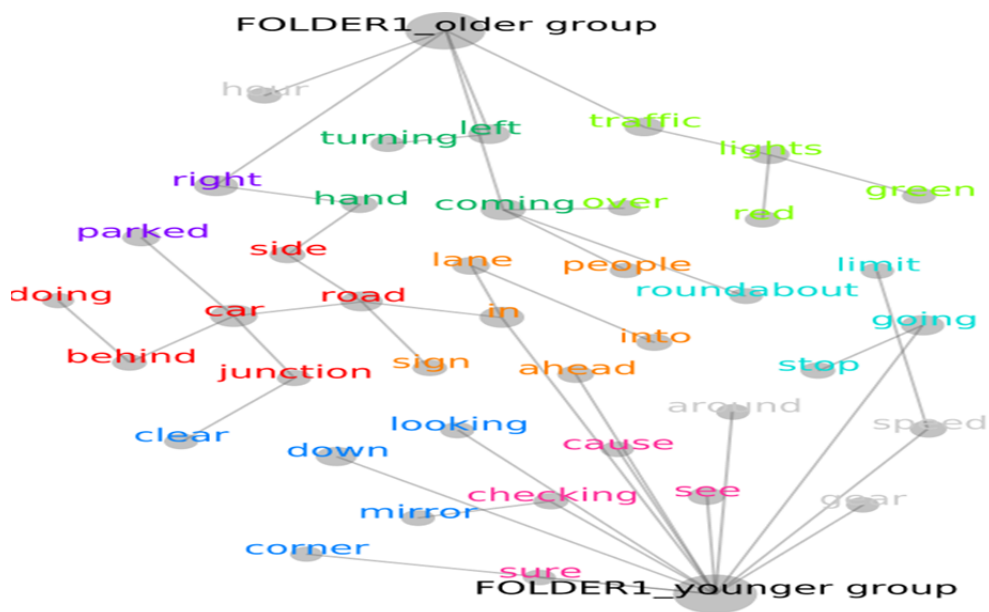 FOLDER1_older group
hour
traffic
left
turning
lights
right
green
hand
coming
over
red
parked
side
lane
people
limit
doing
road
roundabout
car
in
going
into
behind
junction
sign
ahead
stop
around
looking
speed
clear
down
cause
checking
see
gear
mirror
corner
sure
FOLDER1_younger group